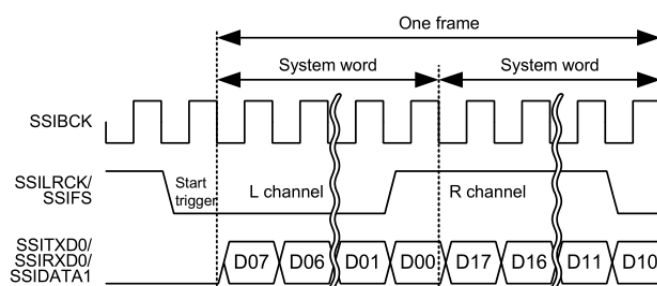 One frame
System word System word
SSIBCK
SSILRCK/
SSIFS
Start
trigger
L channel R channel
SSITXD0/
SSIRXD0/
SSIDATA1
D07 D06 D01 D00 D17 D16 D11 D10